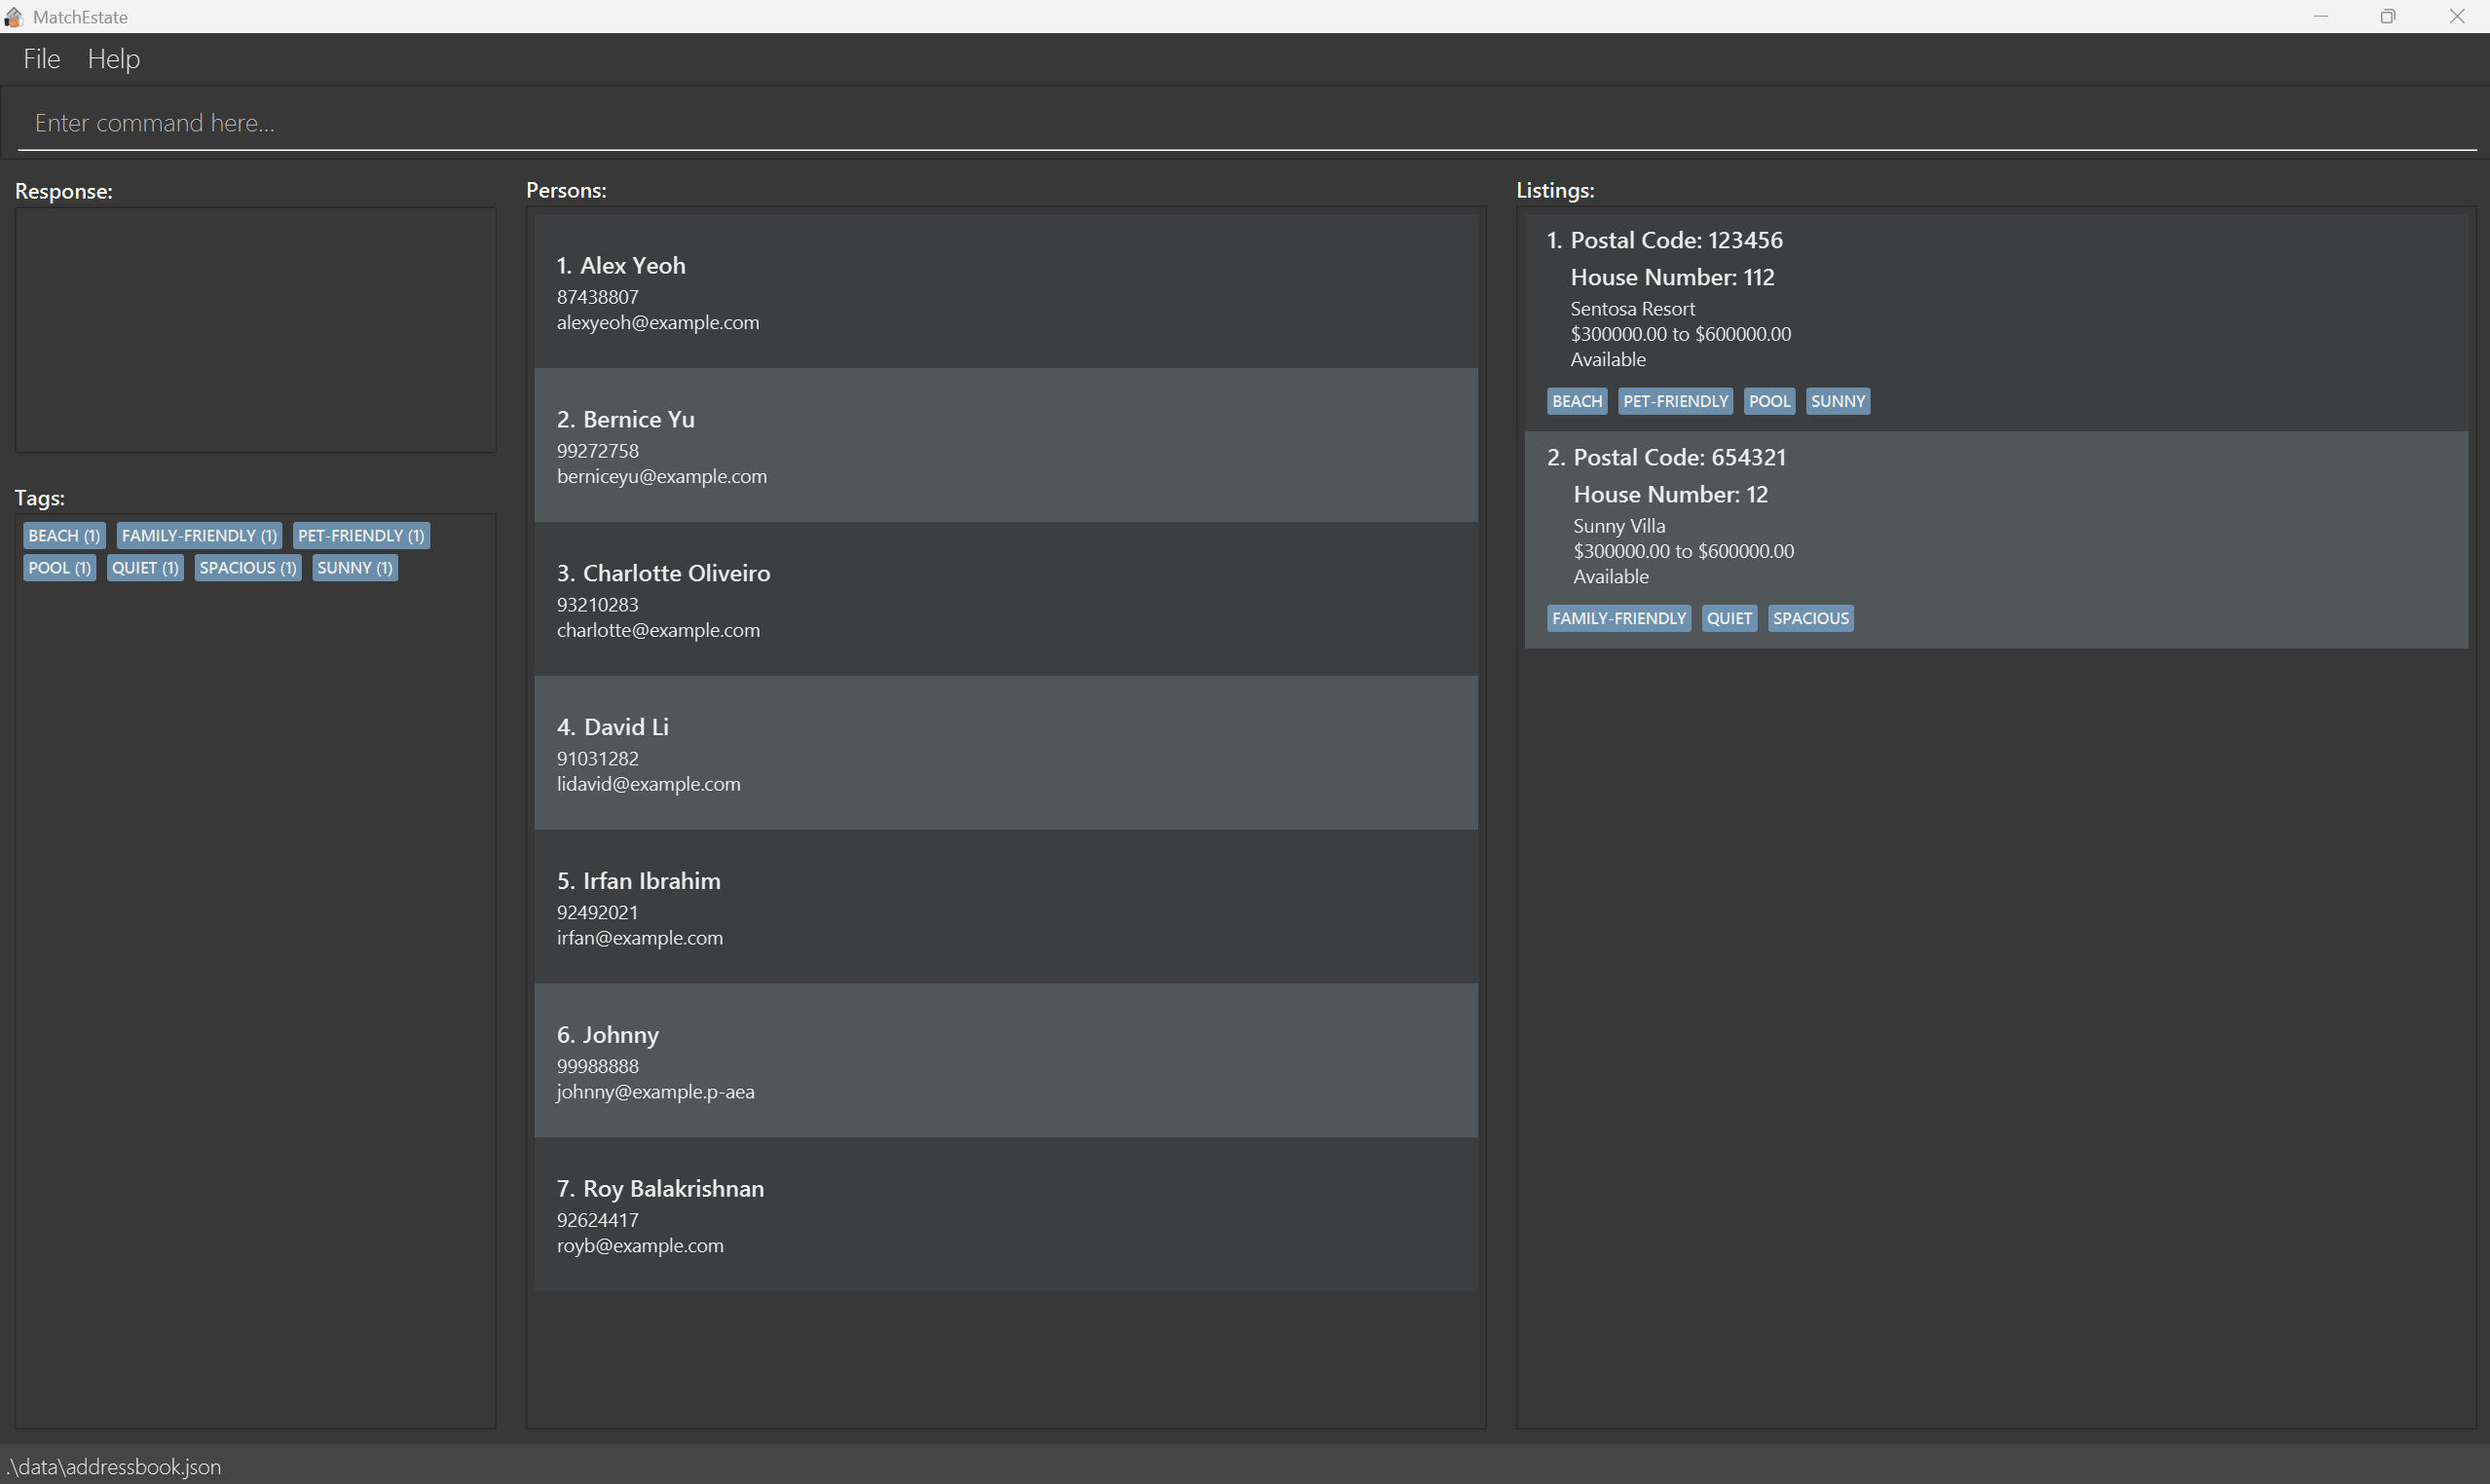 MatchEstate
File Help
Enter command here...
Response:
Tags:
BEACH (1) FAMILY-FRIENDLY (1) PET-FRIENDLY (1)
POOL (1) QUIET (1) SPACIOUS (1) SUNNY (1)
Persons:
1. Alex Yeoh
87438807
alexyeoh@example.com
2. Bernice Yu
99272758
berniceyu@example.com
3. Charlotte Oliveiro
93210283
charlotte@example.com
4. David Li
91031282
lidavid@example.com
5. Irfan Ibrahim
92492021
irfan@example.com
6. Johnny
99988888
johnny@example.p-aea
7. Roy Balakrishnan
92624417
royb@example.com
Listings:
1. Postal Code: 123456
House Number: 112
Sentosa Resort
$300000.00 to $600000.00
Available
BEACH PET-FRIENDLY POOL SUNNY
2. Postal Code: 654321
House Number: 12
Sunny Villa
$300000.00 to $600000.00
Available
FAMILY-FRIENDLY QUIET SPACIOUS
.\data\addressbook.json